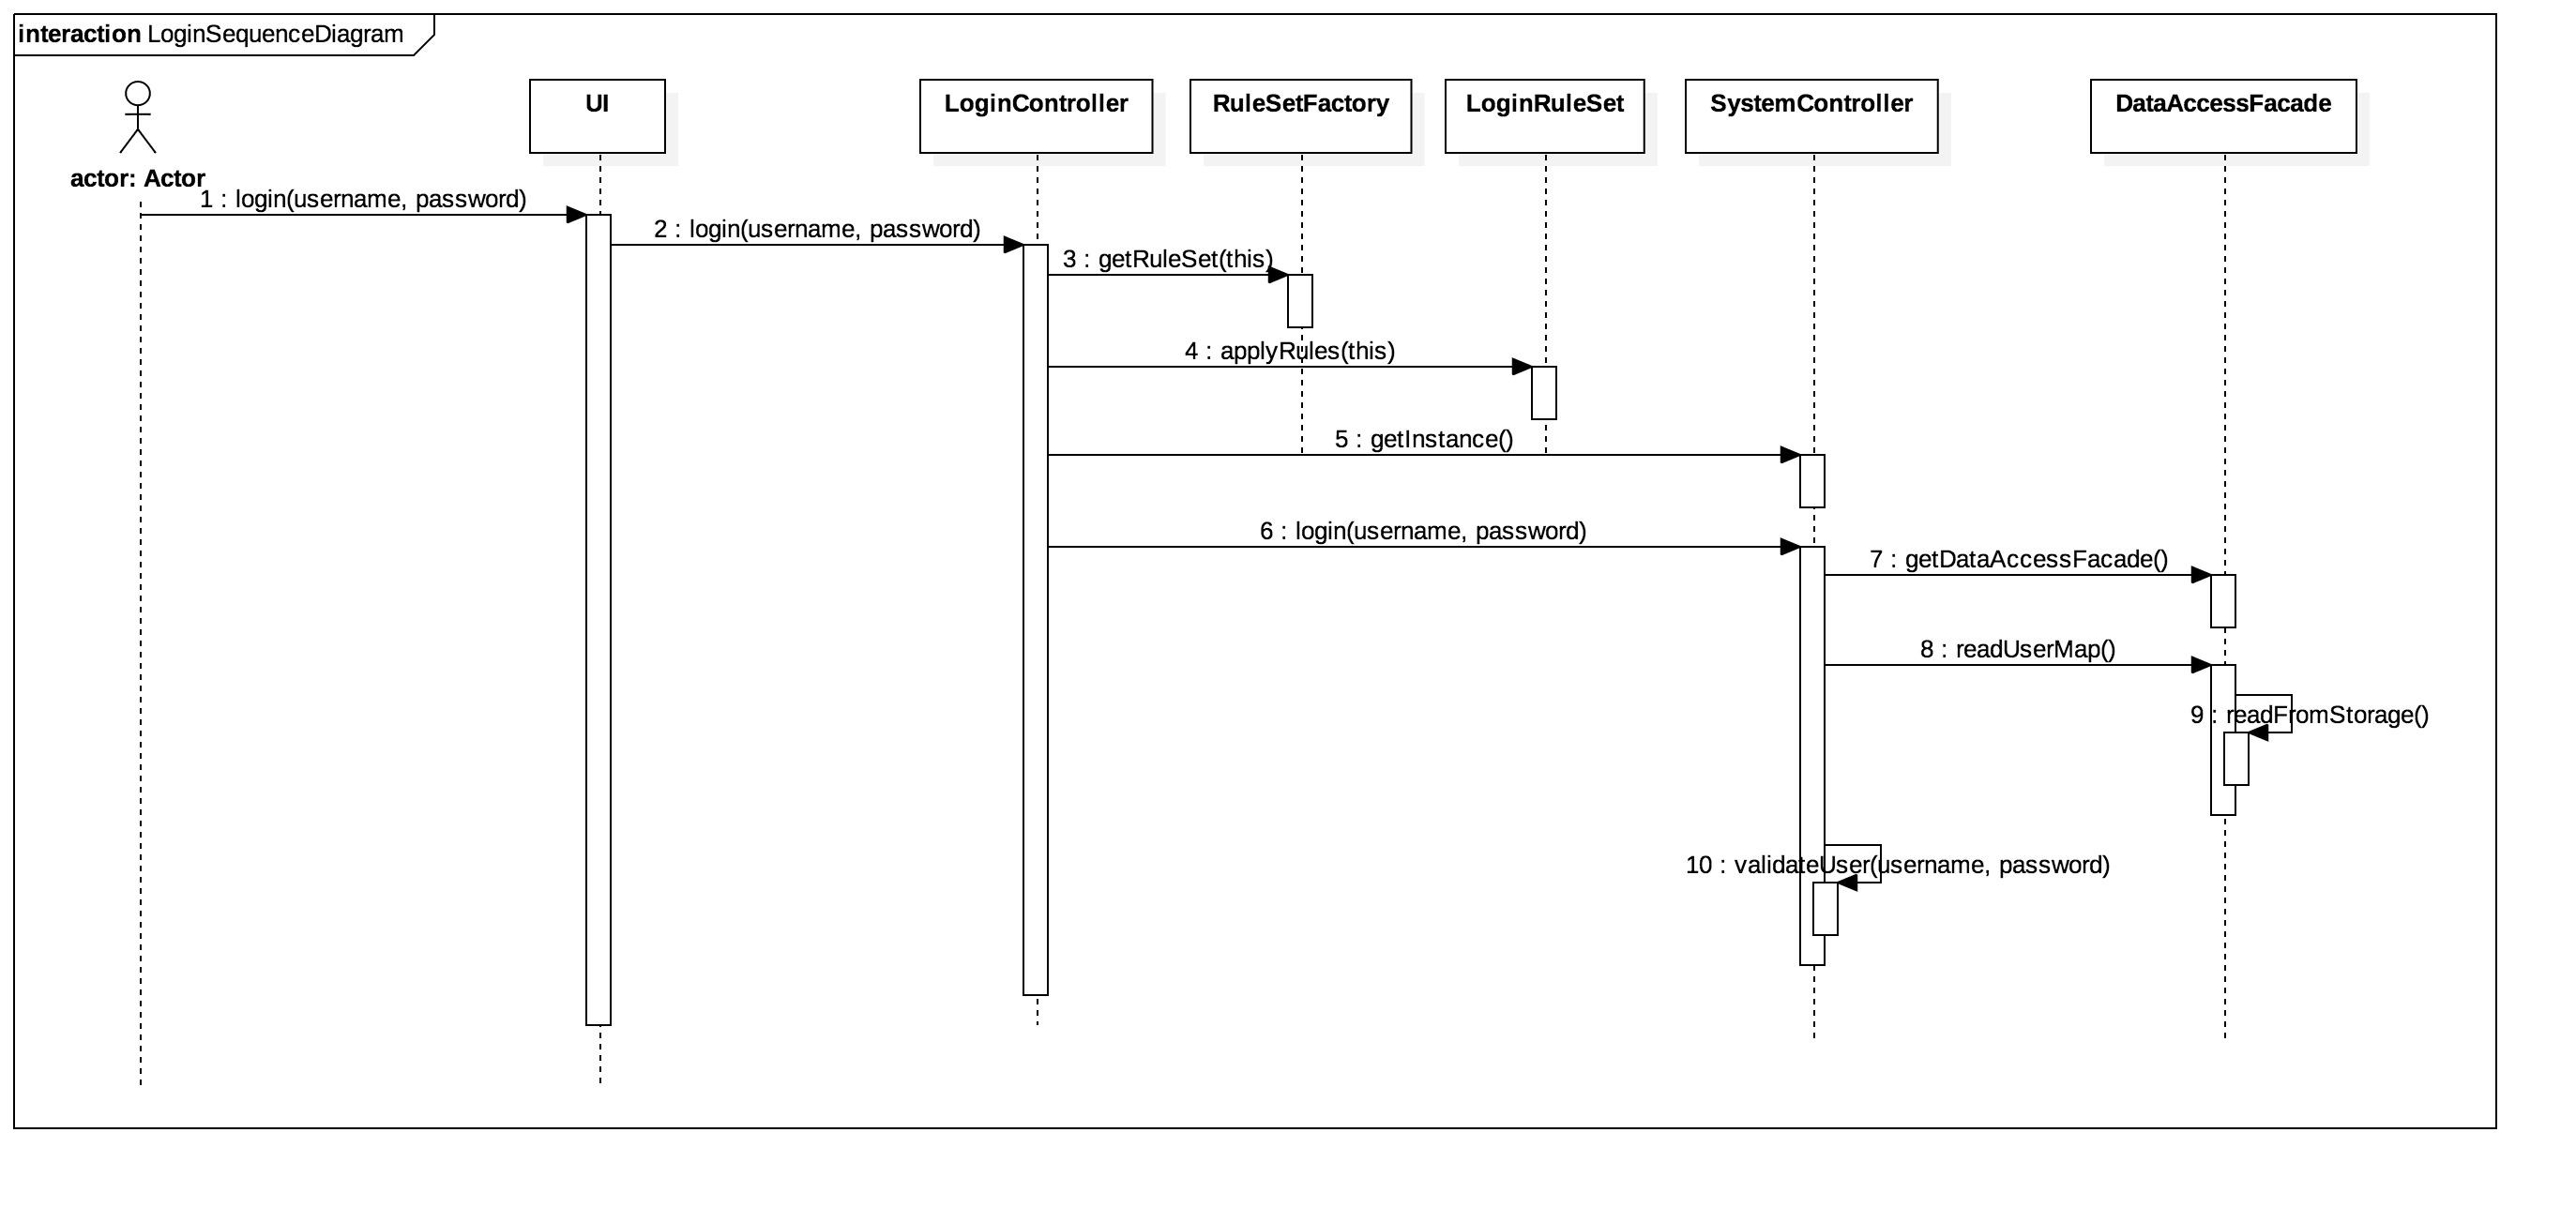 interaction LoginSequenceDiagram
UI
LoginController
RuleSetFactory
LoginRuleSet
SystemController
DataAccessFacade
actor: Actor
1 : login(username, password)
2 : login(username, password)
3 : getRuleSet(this)
4 : applyRules(this)
5 : getInstance()
6 : login(username, password)
7 : getDataAccessFacade()
8 : readUserMap()
9 : readFromStorage()
10 : validateUser(username, password)